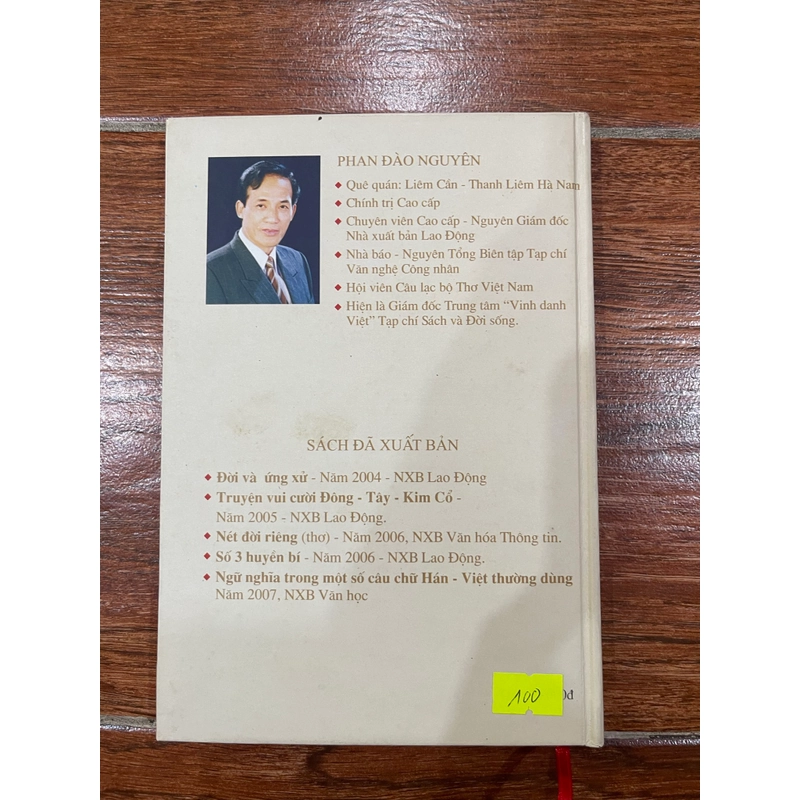 PHAN ĐÀO NGUYÊN
Quê quán: Liêm Cần - Thanh Liêm Hà Nam
Chính trị Cao cấp
Chuyên viên Cao cấp - Nguyên Giám đốc
Nhà xuất bản Lao Động
Nhà báo - Nguyên Tổng Biên tập Tạp chí
Văn nghệ Công nhân
Hội viên Câu lạc bộ Thơ Việt Nam
Hiện là Giám đốc Trung tâm “Vinh danh
Việt” Tạp chí Sách và Đời sống.
SÁCH ĐÃ XUẤT BẢN
Đời và ứng xử - Năm 2004 - NXB Lao Động
Truyện vui cười Đông - Tây - Kim Cổ -
Năm 2005 - NXB Lao Động.
Nét đời riêng (thơ) - Năm 2006, NXB Văn hóa Thông tin.
Số 3 huyền bí - Năm 2006 - NXB Lao Động.
Ngữ nghĩa trong một số câu chữ Hán - Việt thường dùng
Năm 2007, NXB Văn học
100